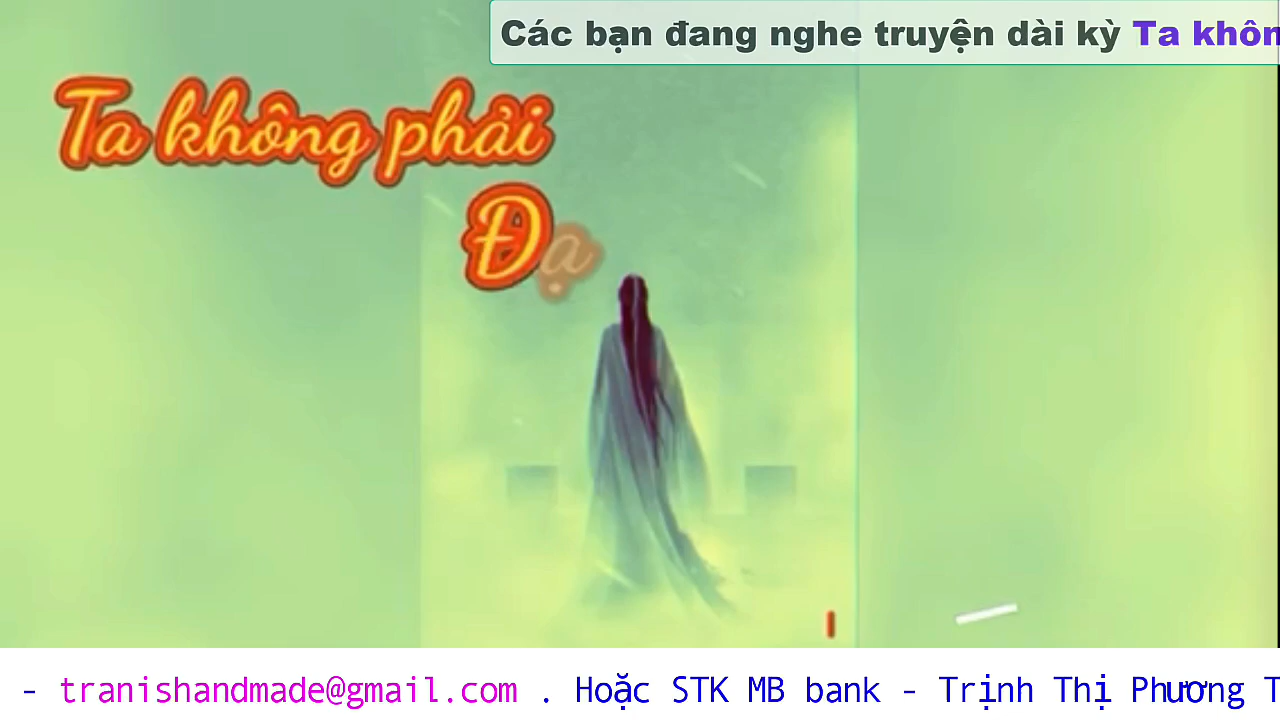 Các bạn đang nghe truyện dài kỳ Ta khôn
Ta không phải
Đạ
- tranishandmade@gmail.com . Hoặc STK MB bank - Trịnh Thị Phương T